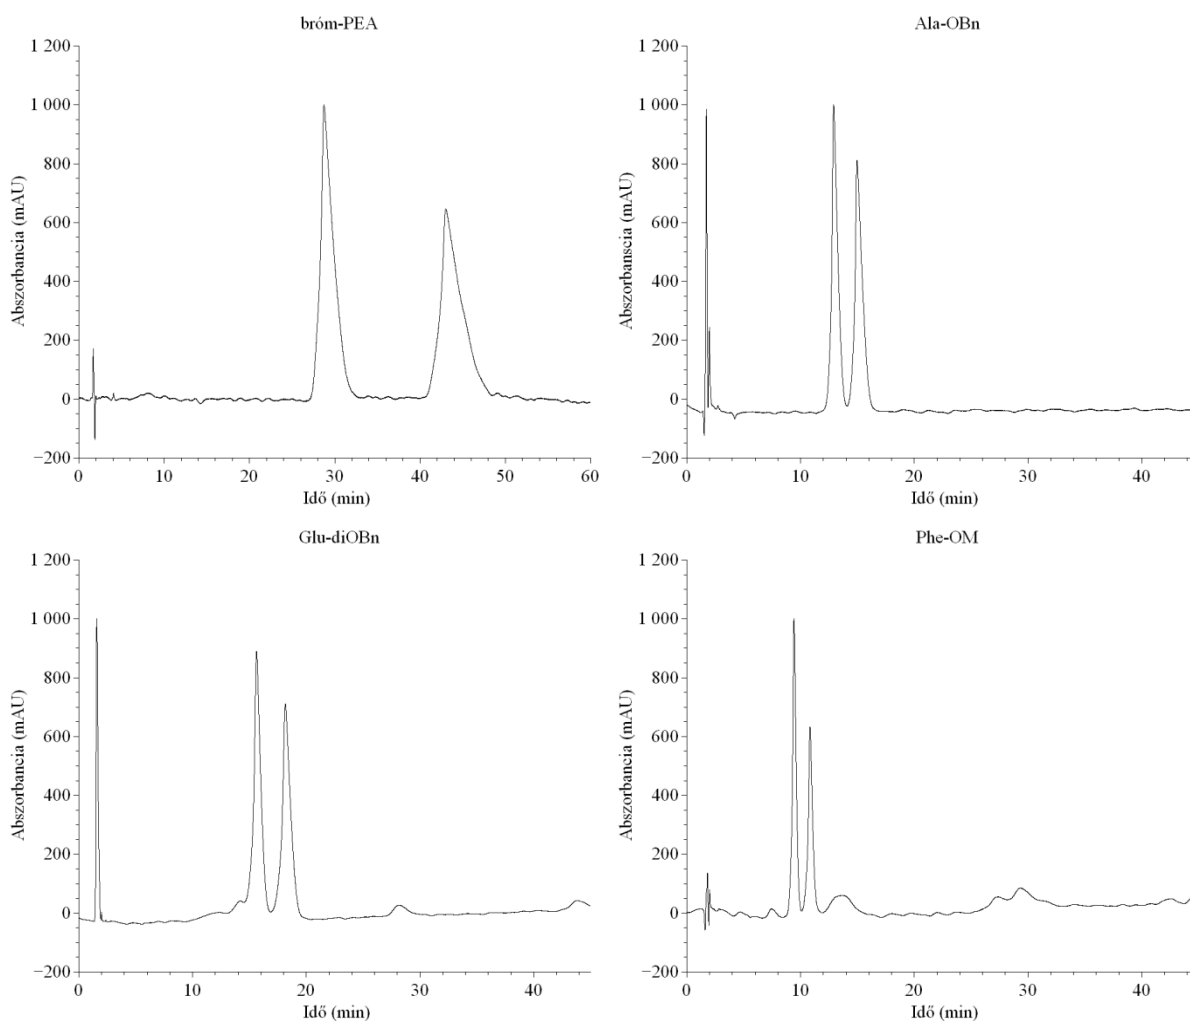 bróm-PEA
1 200
1 000
800
600
400
200
0
−200
Abszorbancia (mAU)
0 10 20 30 40 50 60
Idő (min)
Ala-OBn
1 200
1 000
800
600
400
200
0
−200
Abszorbanscia (mAU)
0 10 20 30 40
Idő (min)
Glu-diOBn
1 200
1 000
800
600
400
200
0
−200
Abszorbancia (mAU)
0 10 20 30 40
Idő (min)
Phe-OM
1 200
1 000
800
600
400
200
0
−200
Abszorbancia (mAU)
0 10 20 30 40
Idő (min)